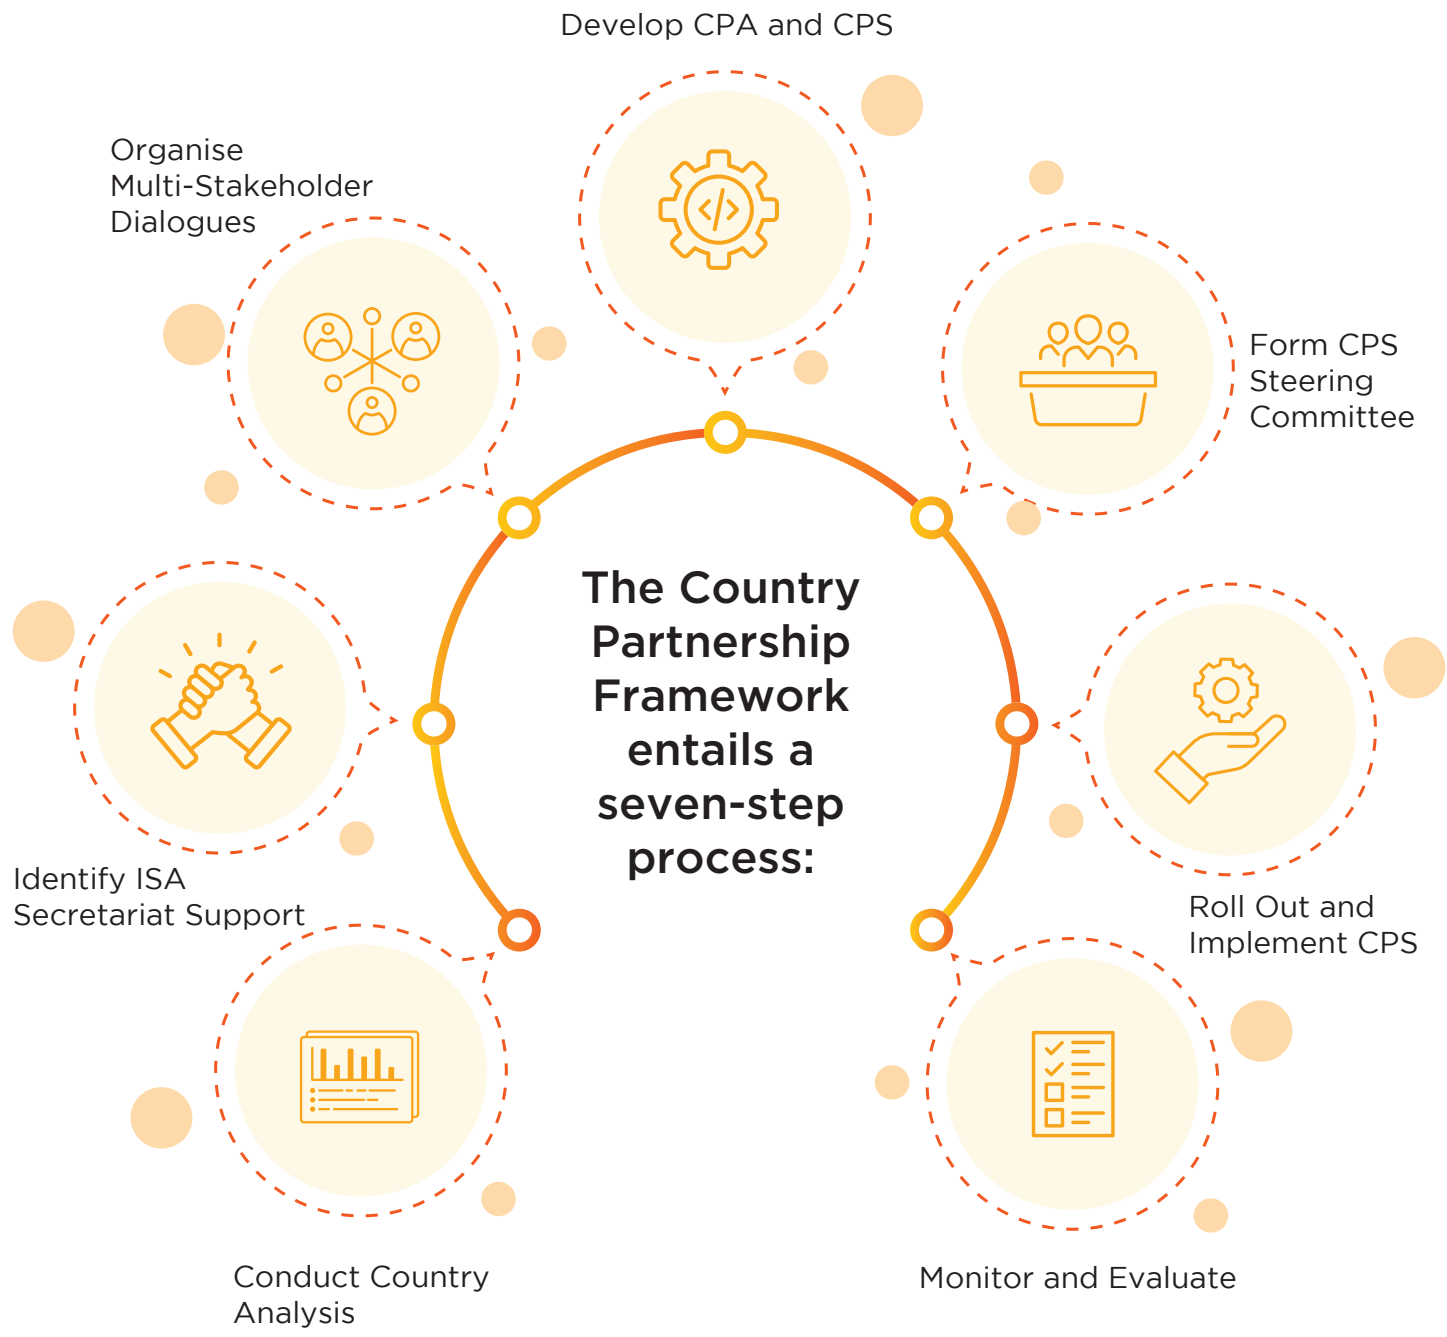 Develop CPA and CPS
Organise
Multi-Stakeholder
Dialogues
Form CPS
Steering
Committee
The Country
Partnership
Framework
entails a
seven-step
process:
Identify ISA
Secretariat Support
Roll Out and
Implement CPS
Conduct Country
Analysis
Monitor and Evaluate